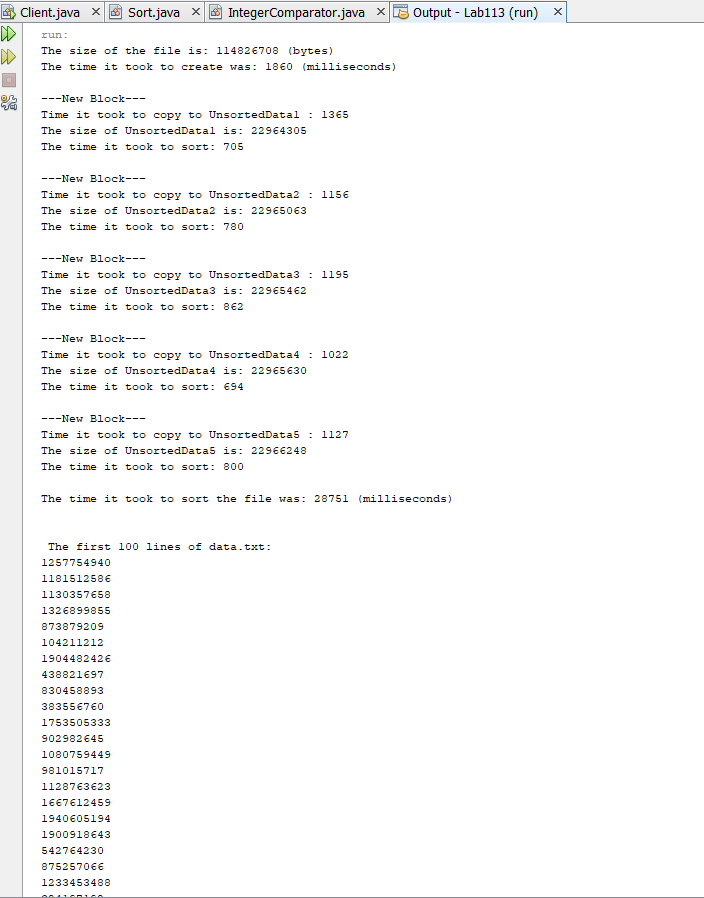 Client.java
Sort.java
IntegerComparator.java
Output - Lab113 (run)
run:
The size of the file is: 114826708 (bytes)
The time it took to create was: 1860 (milliseconds)
---New Block---
Time it took to copy to UnsortedData1 : 1365
The size of UnsortedData1 is: 22964305
The time it took to sort: 705
---New Block---
Time it took to copy to UnsortedData2 : 1156
The size of UnsortedData2 is: 22965063
The time it took to sort: 780
---New Block---
Time it took to copy to UnsortedData3 : 1195
The size of UnsortedData3 is: 22965462
The time it took to sort: 862
---New Block---
Time it took to copy to UnsortedData4 : 1022
The size of UnsortedData4 is: 22965630
The time it took to sort: 694
---New Block---
Time it took to copy to UnsortedData5 : 1127
The size of UnsortedData5 is: 22966248
The time it took to sort: 800
The time it took to sort the file was: 28751 (milliseconds)
The first 100 lines of data.txt:
1257754940
1181512586
1130357658
1326899855
873879209
104211212
1904482426
438821697
830458893
383556760
1753505333
902982645
1080759449
981015717
1128763623
1667612459
1940605194
1900918643
542764230
875257066
1233453488